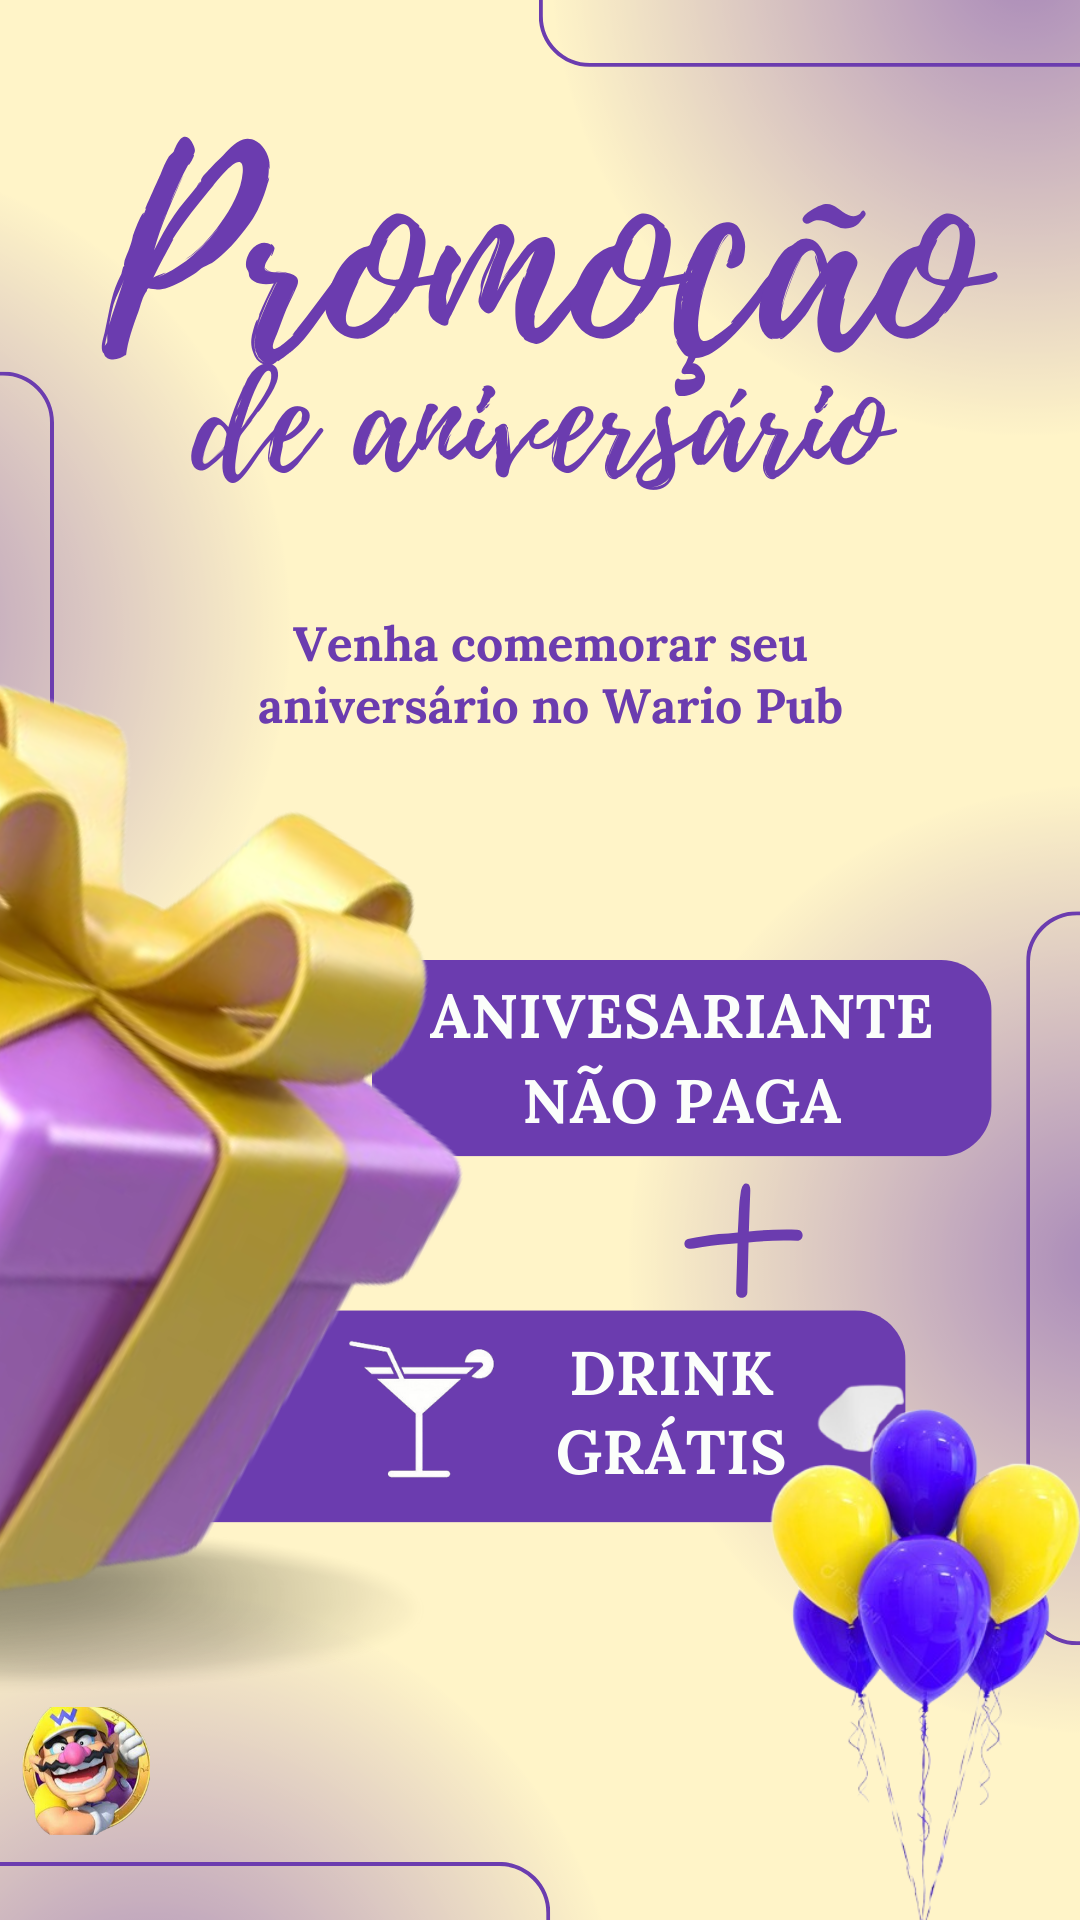 Promoção
de aniversário
Venha comemorar seu
aniversário no Wario Pub
ANIVESARIANTE
NÃO PAGA
+
DRINK
GRÁTIS
W